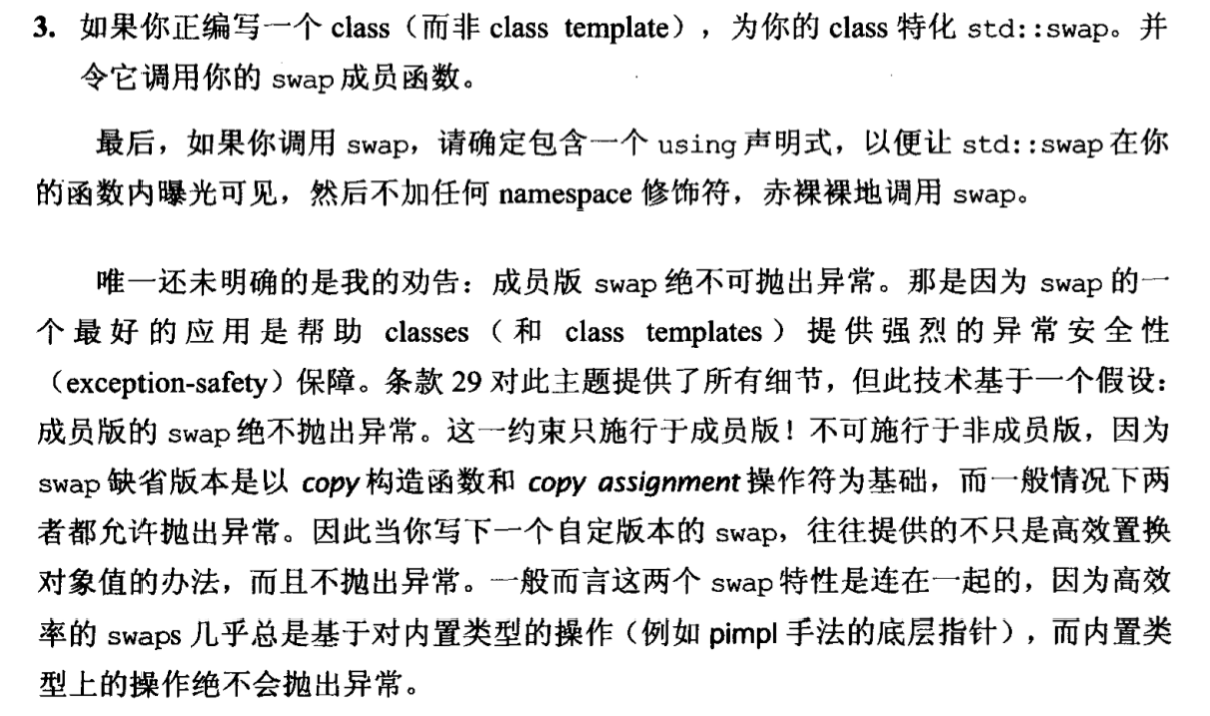 3. 如果你正编写一个 class（而非 class template），为你的 class 特化 std::swap。并
令它调用你的 swap 成员函数。
最后，如果你调用 swap，请确定包含一个 using 声明式，以便让 std::swap 在你
的函数内曝光可见，然后不加任何 namespace 修饰符，赤裸裸地调用 swap。
唯一还未明确的是我的劝告：成员版 swap 绝不可抛出异常。那是因为 swap 的一
个最好的应用是帮助 classes（和 class templates）提供强烈的异常安全性
（exception-safety）保障。条款 29 对此主题提供了所有细节，但此技术基于一个假设：
成员版的 swap 绝不抛出异常。这一约束只施行于成员版！不可施行于非成员版，因为
swap 缺省版本是以 copy 构造函数和 copy assignment 操作符为基础，而一般情况下两
者都允许抛出异常。因此当你写下一个自定版本的 swap，往往提供的不只是高效置换
对象值的办法，而且不抛出异常。一般而言这两个 swap 特性是连在一起的，因为高效
率的 swaps 几乎总是基于对内置类型的操作（例如 pimpl 手法的底层指针），而内置类
型上的操作绝不会抛出异常。